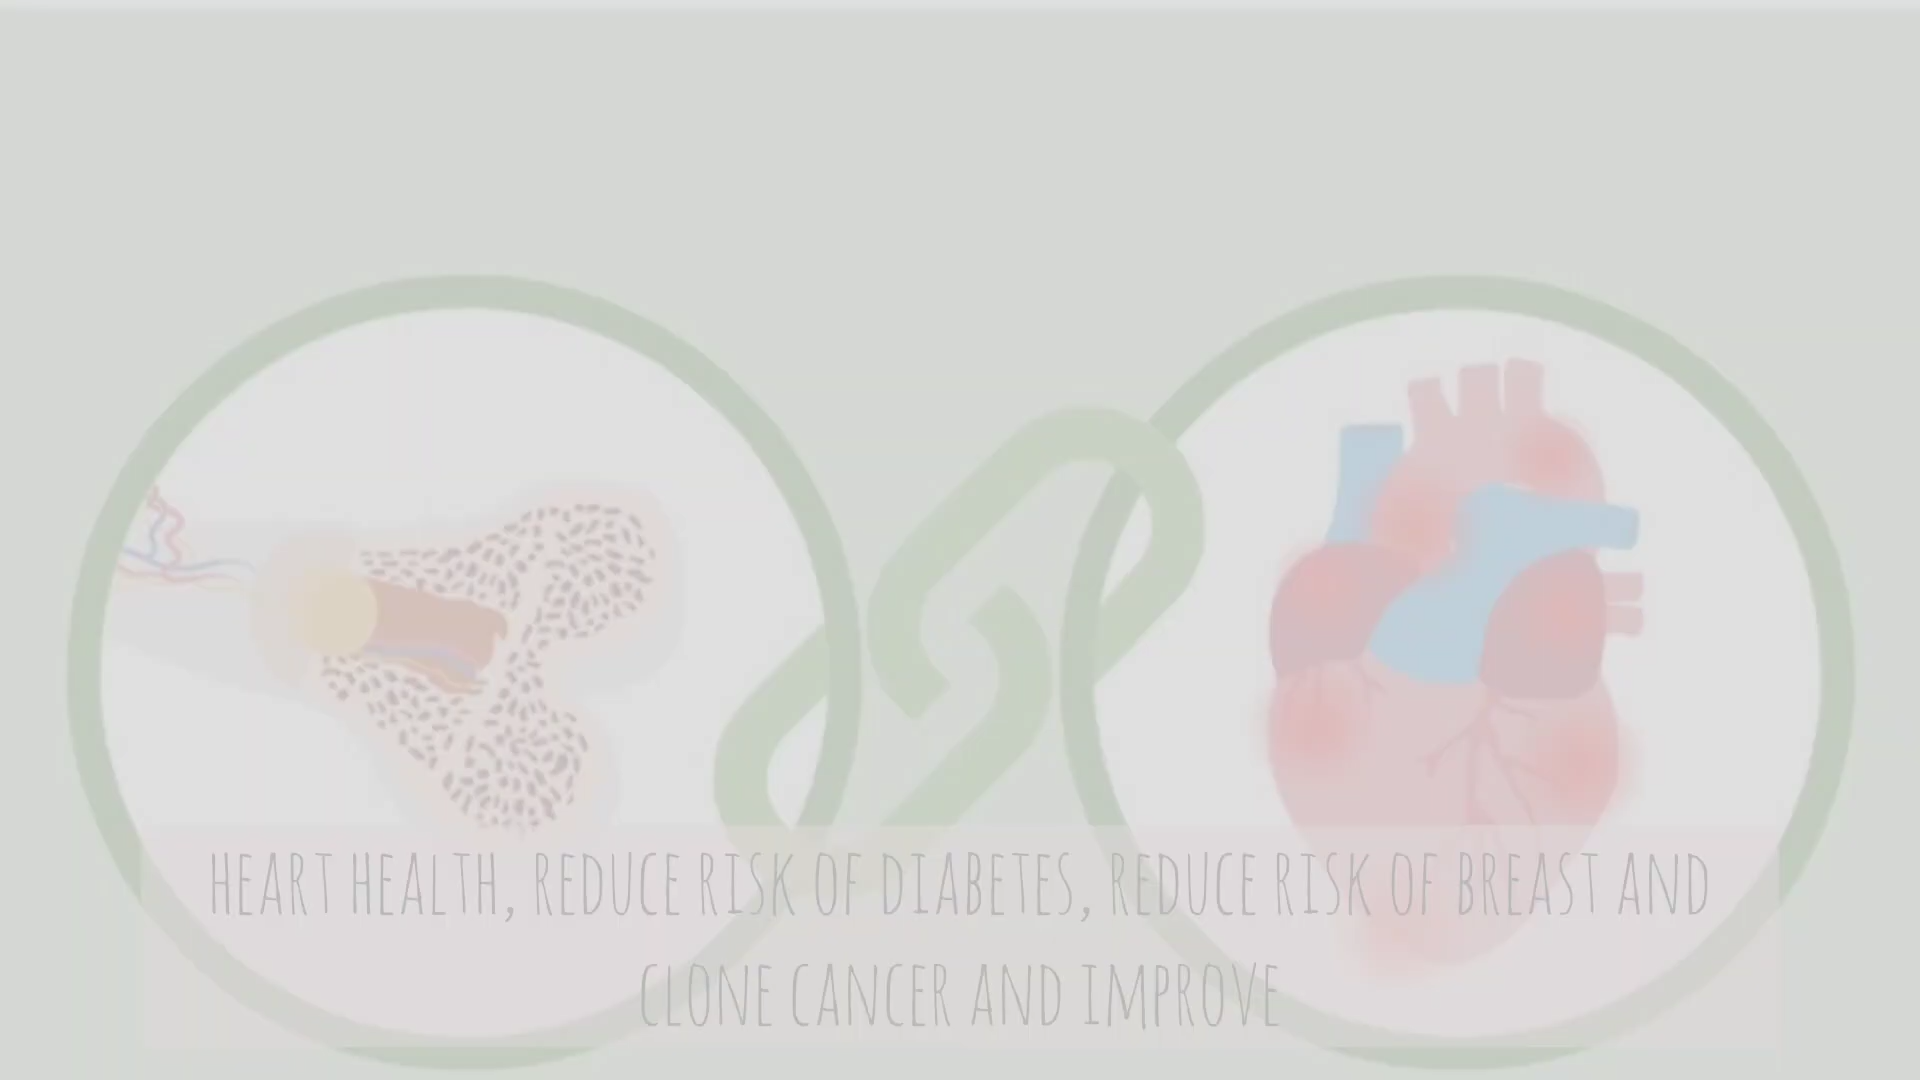 HEART HEALTH, REDUCE RISK OF DIABETES, REDUCE RISK OF BREAST AND
CLONE CANCER AND IMPROVE